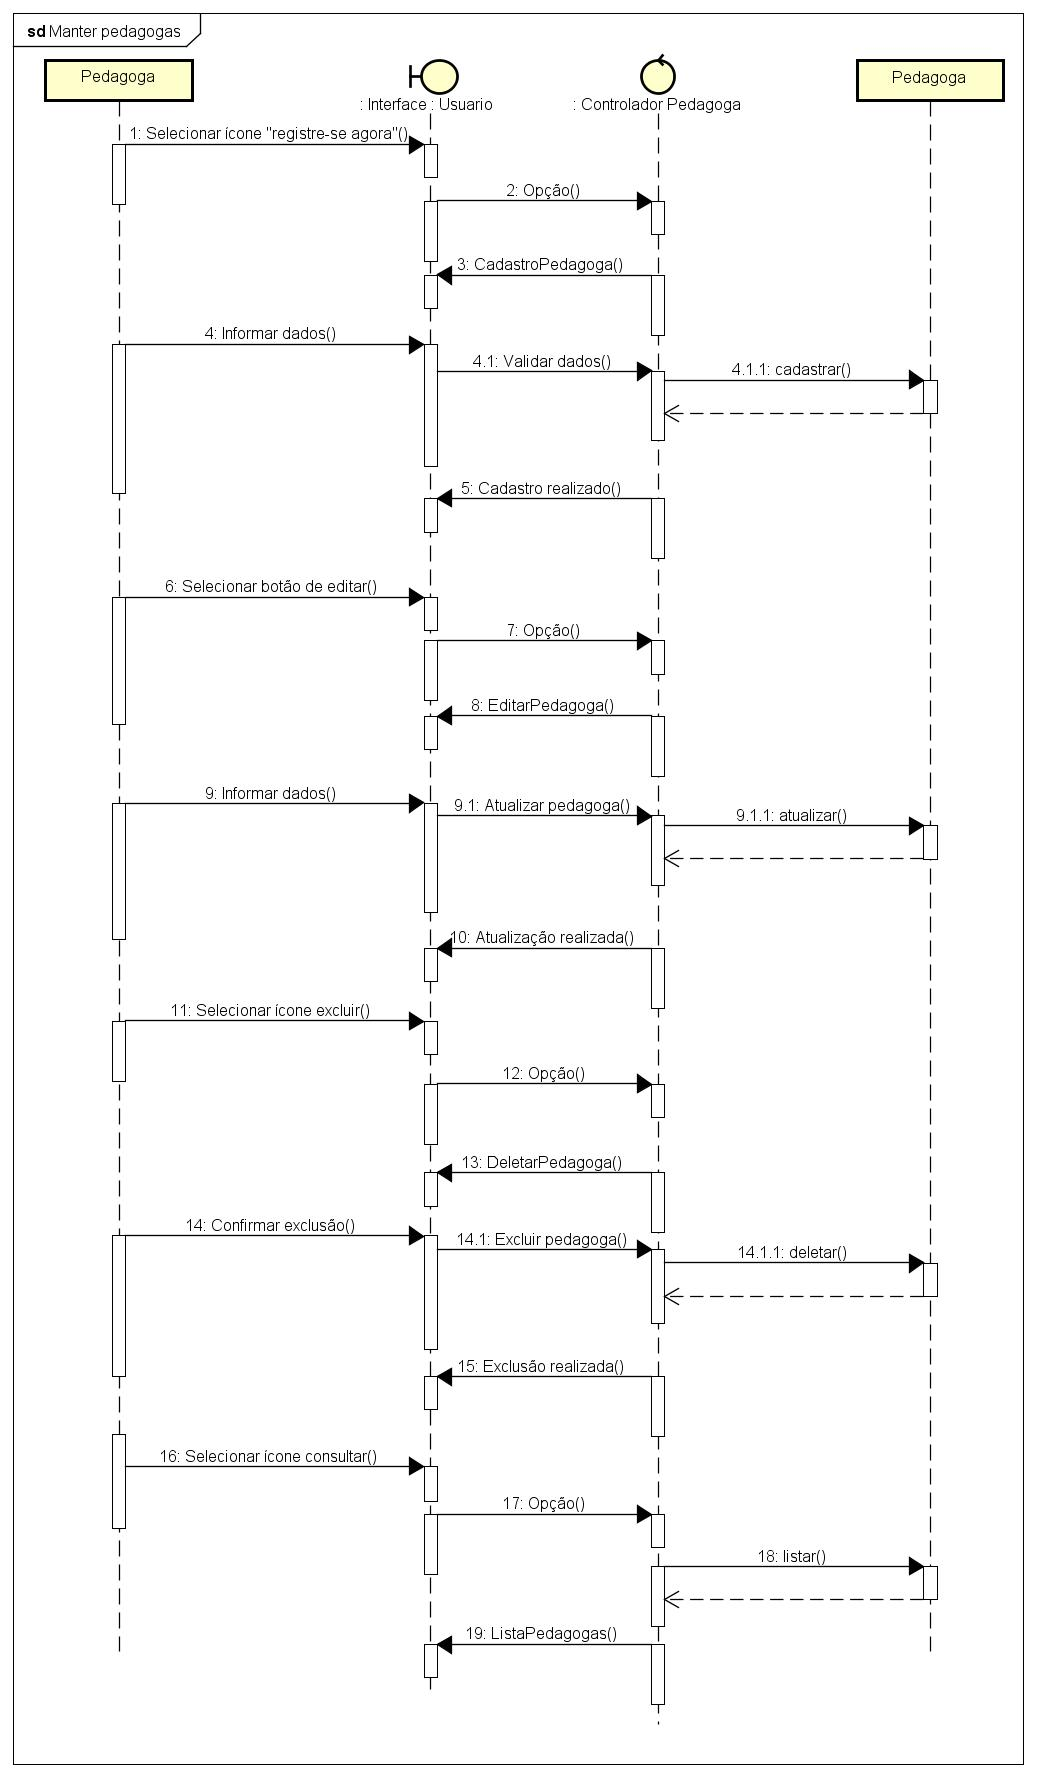 sd Manter pedagogas
Pedagoga
: Interface : Usuario
: Controlador Pedagoga
Pedagoga
1: Selecionar ícone "registre-se agora"()
2: Opção()
3: CadastroPedagoga()
4: Informar dados()
4.1: Validar dados()
4.1.1: cadastrar()
5: Cadastro realizado()
6: Selecionar botão de editar()
7: Opção()
8: EditarPedagoga()
9: Informar dados()
9.1: Atualizar pedagoga()
9.1.1: atualizar()
10: Atualização realizada()
11: Selecionar ícone excluir()
12: Opção()
13: DeletarPedagoga()
14: Confirmar exclusão()
14.1: Excluir pedagoga()
14.1.1: deletar()
15: Exclusão realizada()
16: Selecionar ícone consultar()
17: Opção()
18: listar()
19: ListaPedagogas()